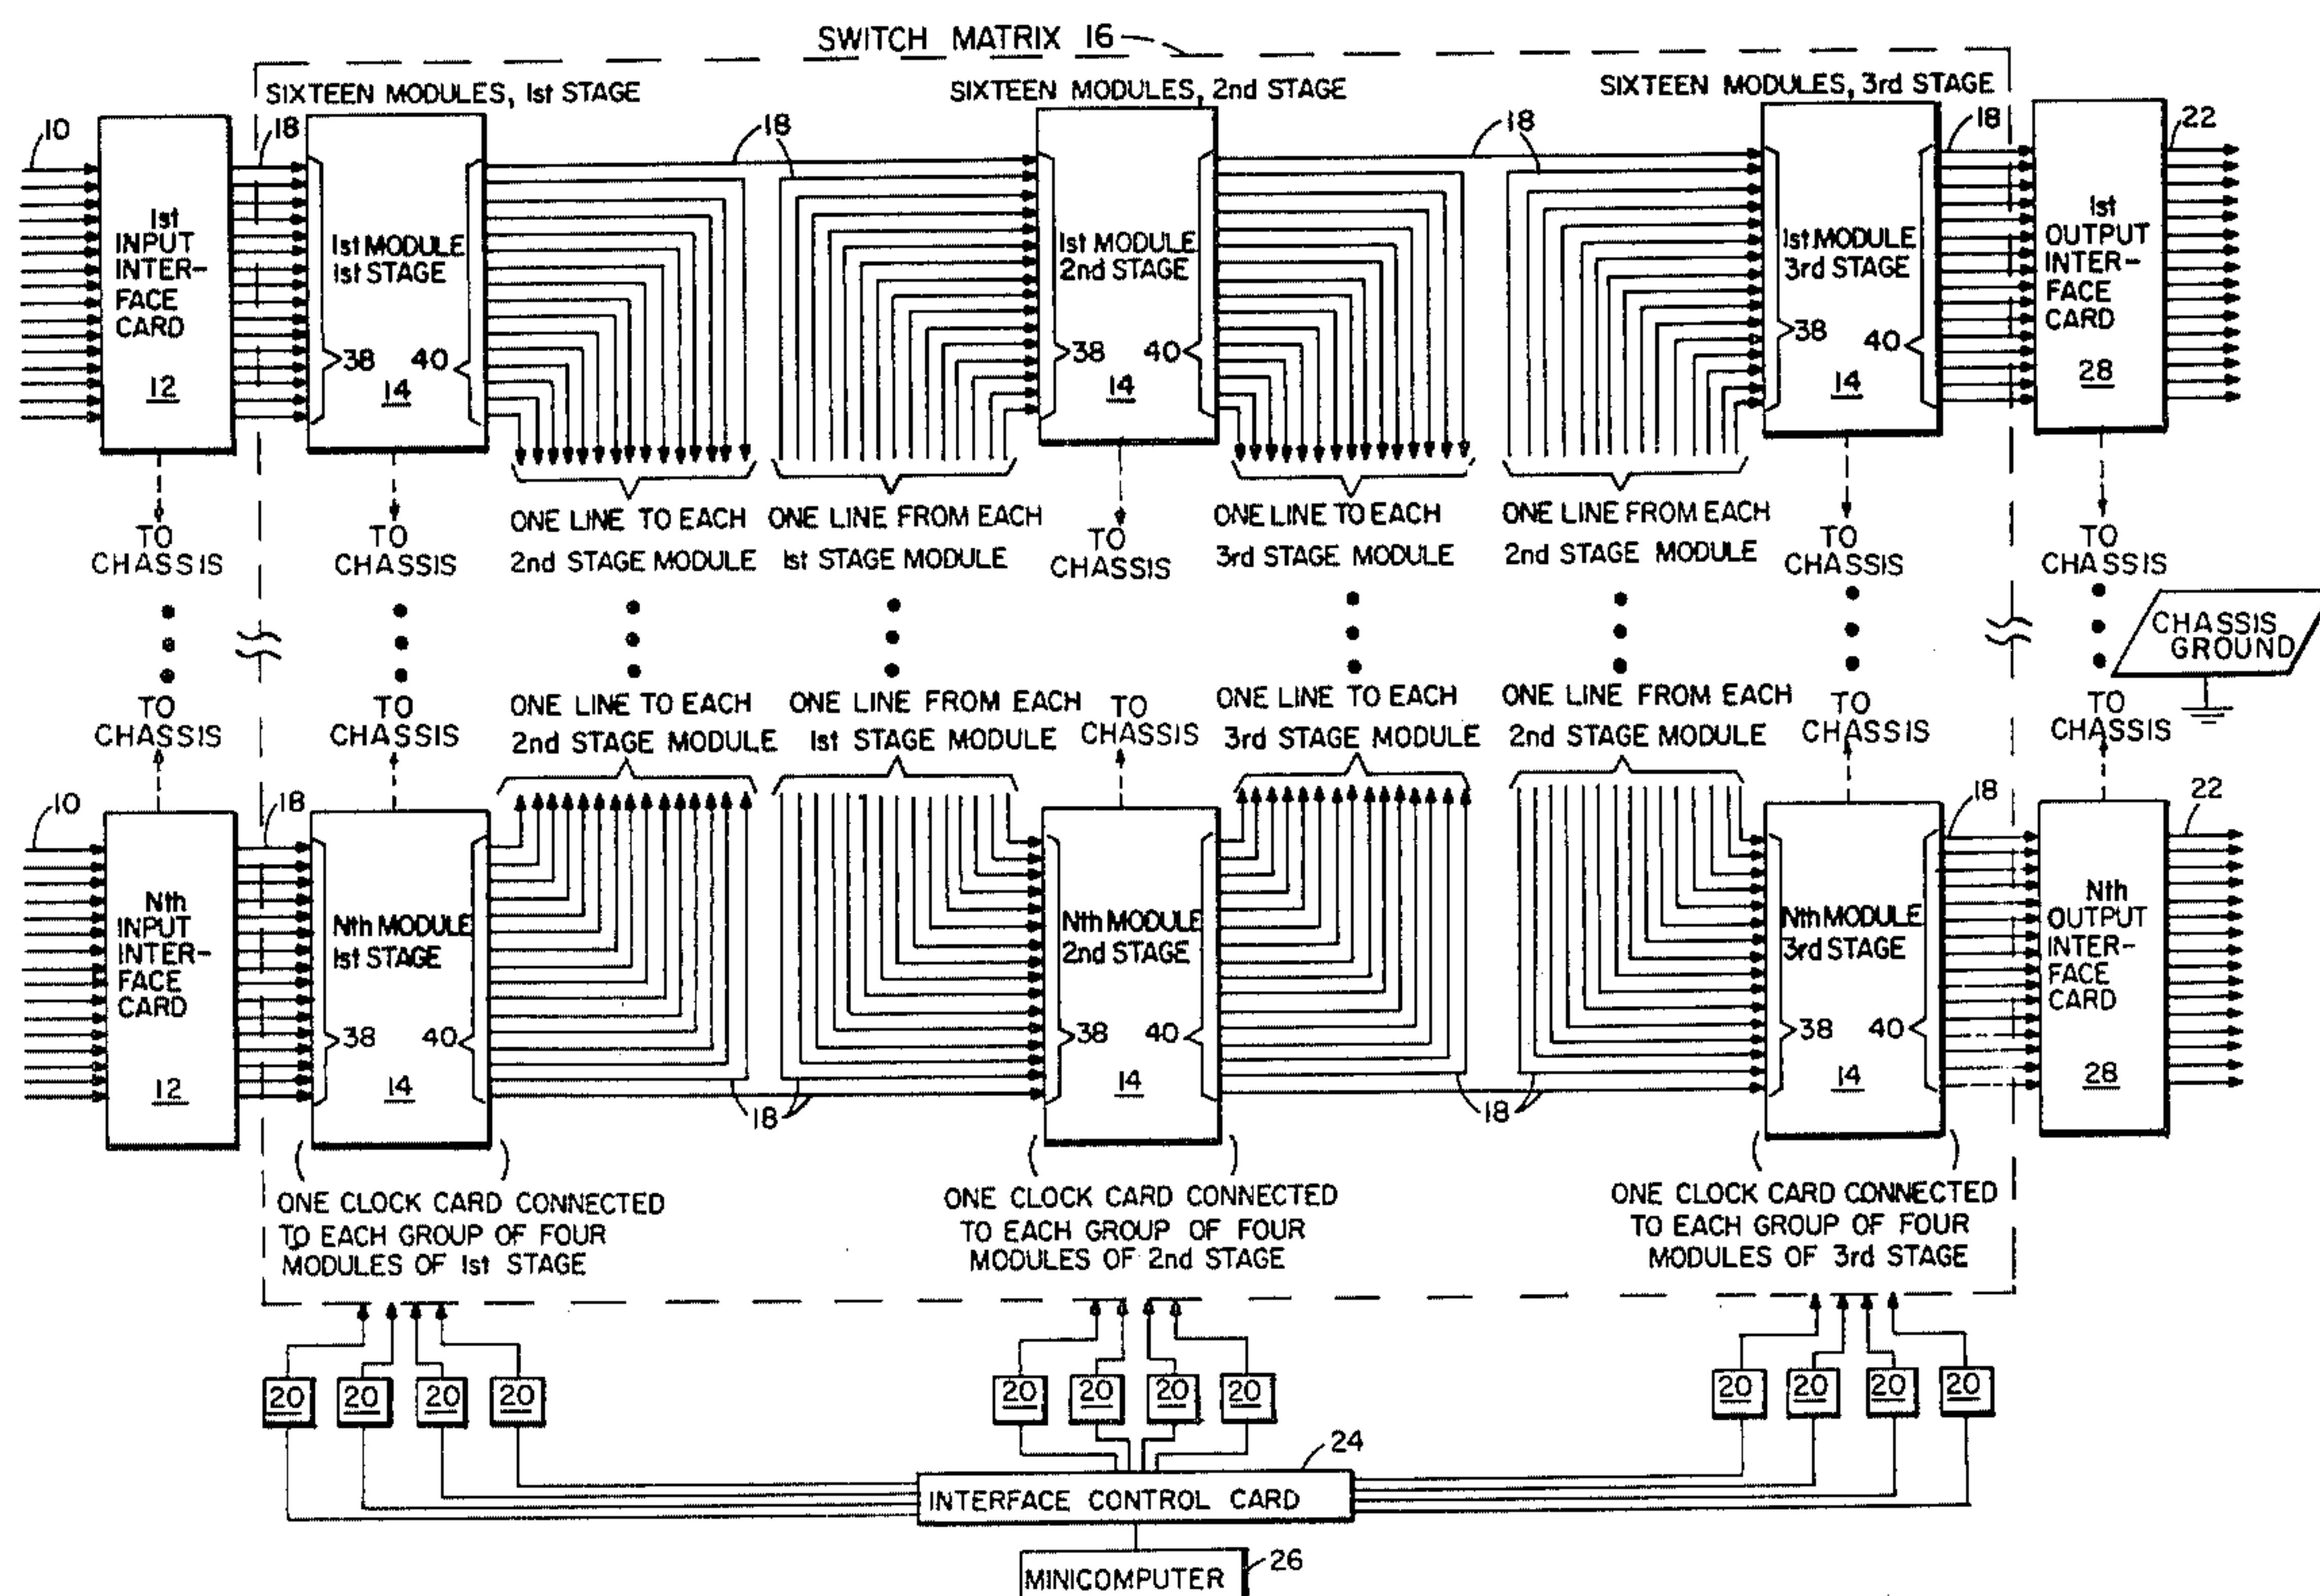 SWITCH MATRIX 16
SIXTEEN MODULES, 1st STAGE
SIXTEEN MODULES, 2nd STAGE
SIXTEEN MODULES, 3rd STAGE
10
18
18
18
18
22
1st
INPUT
INTER-
FACE
CARD
12
1st MODULE
1st STAGE
38
40
14
1st MODULE
2nd STAGE
38
40
14
1st MODULE
3rd STAGE
38
40
14
1st
OUTPUT
INTER-
FACE
CARD
28
TO
CHASSIS
TO
CHASSIS
ONE LINE TO EACH
2nd STAGE MODULE
ONE LINE FROM EACH
1st STAGE MODULE
TO
CHASSIS
ONE LINE TO EACH
3rd STAGE MODULE
ONE LINE FROM EACH
2nd STAGE MODULE
TO
CHASSIS
TO
CHASSIS
CHASSIS
GROUND
TO
CHASSIS
TO
CHASSIS
ONE LINE TO EACH
2nd STAGE MODULE
ONE LINE FROM EACH
1st STAGE MODULE
TO
CHASSIS
ONE LINE TO EACH
3rd STAGE MODULE
ONE LINE FROM EACH
2nd STAGE MODULE
TO
CHASSIS
TO
CHASSIS
10
18
18
22
Nth
INPUT
INTER-
FACE
CARD
12
Nth MODULE
1st STAGE
38
40
14
Nth MODULE
2nd STAGE
38
40
14
Nth MODULE
3rd STAGE
38
40
14
Nth
OUTPUT
INTER-
FACE
CARD
28
18
18
ONE CLOCK CARD CONNECTED
TO EACH GROUP OF FOUR
MODULES OF 1st STAGE
ONE CLOCK CARD CONNECTED
TO EACH GROUP OF FOUR
MODULES OF 2nd STAGE
ONE CLOCK CARD CONNECTED
TO EACH GROUP OF FOUR
MODULES OF 3rd STAGE
20 20 20 20
20 20 20 20
20 20 20 20
24
INTERFACE CONTROL CARD
26
MINICOMPUTER